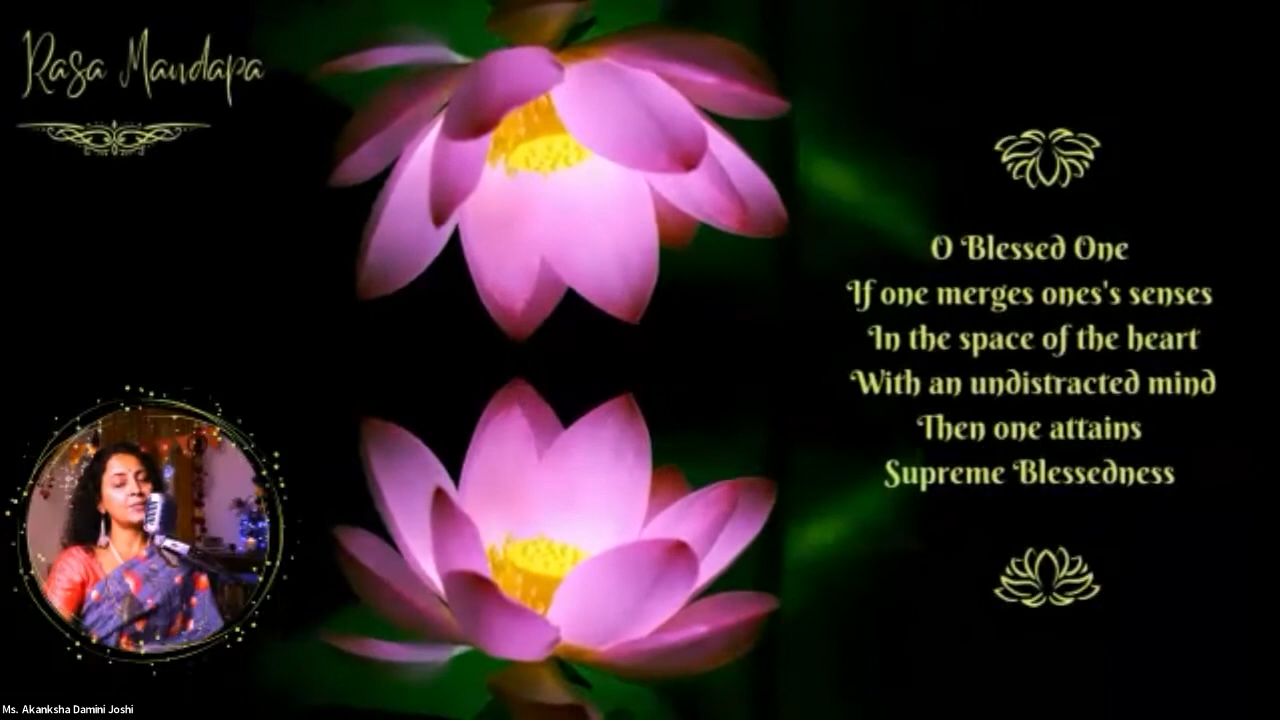 Rasa Mandapa
O Blessed One
If one merges ones's senses
In the space of the heart
With an undistracted mind
Then one attains
Supreme Blessedness
Ms. Akanksha Damini Joshi